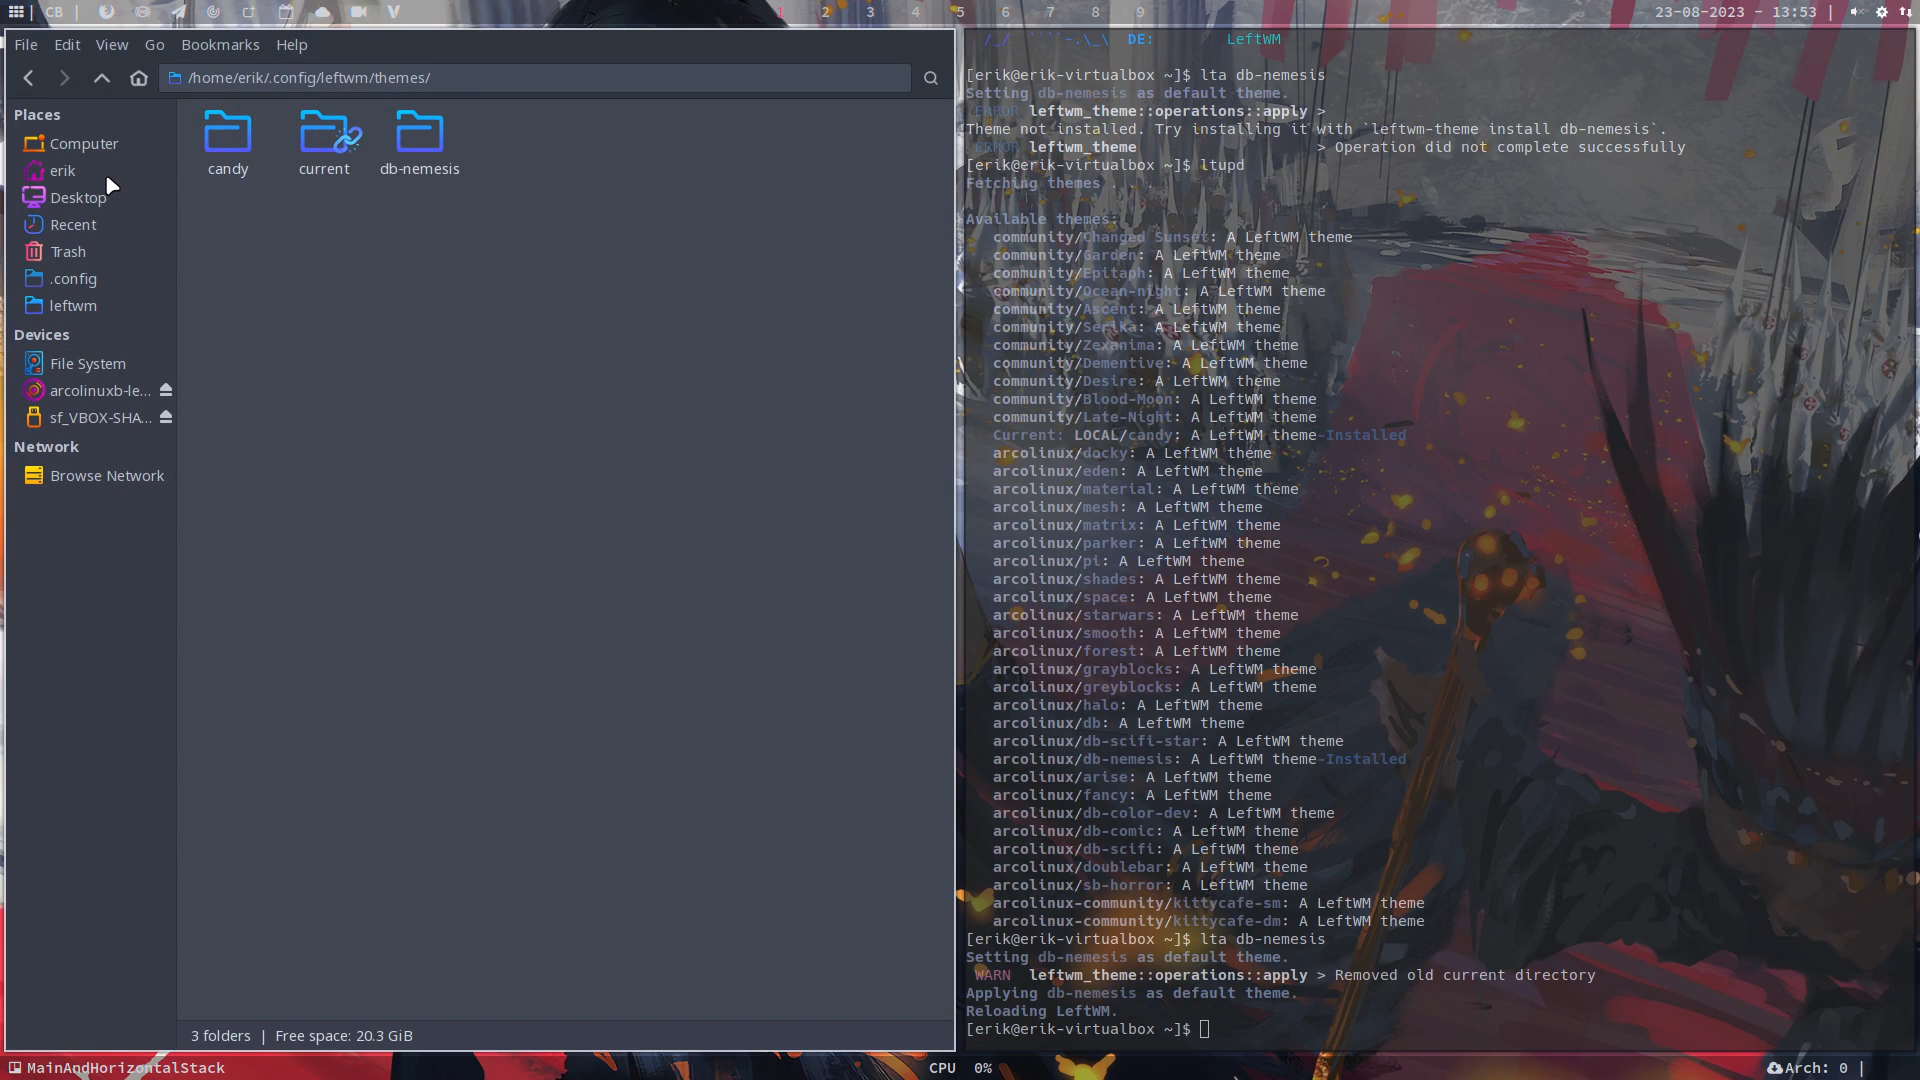 CB
1 2 3 4 5 6 7 8 9
23-08-2023 - 13:53 |
File Edit View Go Bookmarks Help
/home/erik/.config/leftwm/themes/
Places
Computer
erik
Desktop
Recent
Trash
.config
leftwm
Devices
File System
arcolinuxb-le...
sf_VBOX-SHA...
Network
Browse Network
candy
current
db-nemesis
3 folders | Free space: 20.3 GiB
/_/ ````~.\_\ DE: LeftWM
[erik@erik-virtualbox ~]$ lta db-nemesis
Setting db-nemesis as default theme.
ERROR leftwm_theme::operations::apply >
Theme not installed. Try installing it with `leftwm-theme install db-nemesis`.
ERROR leftwm_theme > Operation did not complete successfully
[erik@erik-virtualbox ~]$ ltupd
Fetching themes . . .
Available themes:
community/Changed Sunset: A LeftWM theme
community/Garden: A LeftWM theme
community/Epitaph: A LeftWM theme
community/Ocean-night: A LeftWM theme
community/Ascent: A LeftWM theme
community/Serika: A LeftWM theme
community/Zexanima: A LeftWM theme
community/Dementive: A LeftWM theme
community/Desire: A LeftWM theme
community/Blood-Moon: A LeftWM theme
community/Late-Night: A LeftWM theme
Current: LOCAL/candy: A LeftWM theme-Installed
arcolinux/docky: A LeftWM theme
arcolinux/eden: A LeftWM theme
arcolinux/material: A LeftWM theme
arcolinux/mesh: A LeftWM theme
arcolinux/matrix: A LeftWM theme
arcolinux/parker: A LeftWM theme
arcolinux/pi: A LeftWM theme
arcolinux/shades: A LeftWM theme
arcolinux/space: A LeftWM theme
arcolinux/starwars: A LeftWM theme
arcolinux/smooth: A LeftWM theme
arcolinux/forest: A LeftWM theme
arcolinux/grayblocks: A LeftWM theme
arcolinux/greyblocks: A LeftWM theme
arcolinux/halo: A LeftWM theme
arcolinux/db: A LeftWM theme
arcolinux/db-scifi-star: A LeftWM theme
arcolinux/db-nemesis: A LeftWM theme-Installed
arcolinux/arise: A LeftWM theme
arcolinux/fancy: A LeftWM theme
arcolinux/db-color-dev: A LeftWM theme
arcolinux/db-comic: A LeftWM theme
arcolinux/db-scifi: A LeftWM theme
arcolinux/doublebar: A LeftWM theme
arcolinux/sb-horror: A LeftWM theme
arcolinux-community/kittycafe-sm: A LeftWM theme
arcolinux-community/kittycafe-dm: A LeftWM theme
[erik@erik-virtualbox ~]$ lta db-nemesis
Setting db-nemesis as default theme.
WARN leftwm_theme::operations::apply > Removed old current directory
Applying db-nemesis as default theme.
Reloading LeftWM.
[erik@erik-virtualbox ~]$
MainAndHorizontalStack
CPU 0%
Arch: 0 |